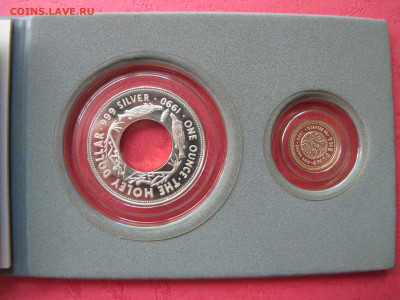 COINS.LAVE.RU
·THE HOLEY DOLLAR· 999 SILVER · 1990 · ONE OUNCE